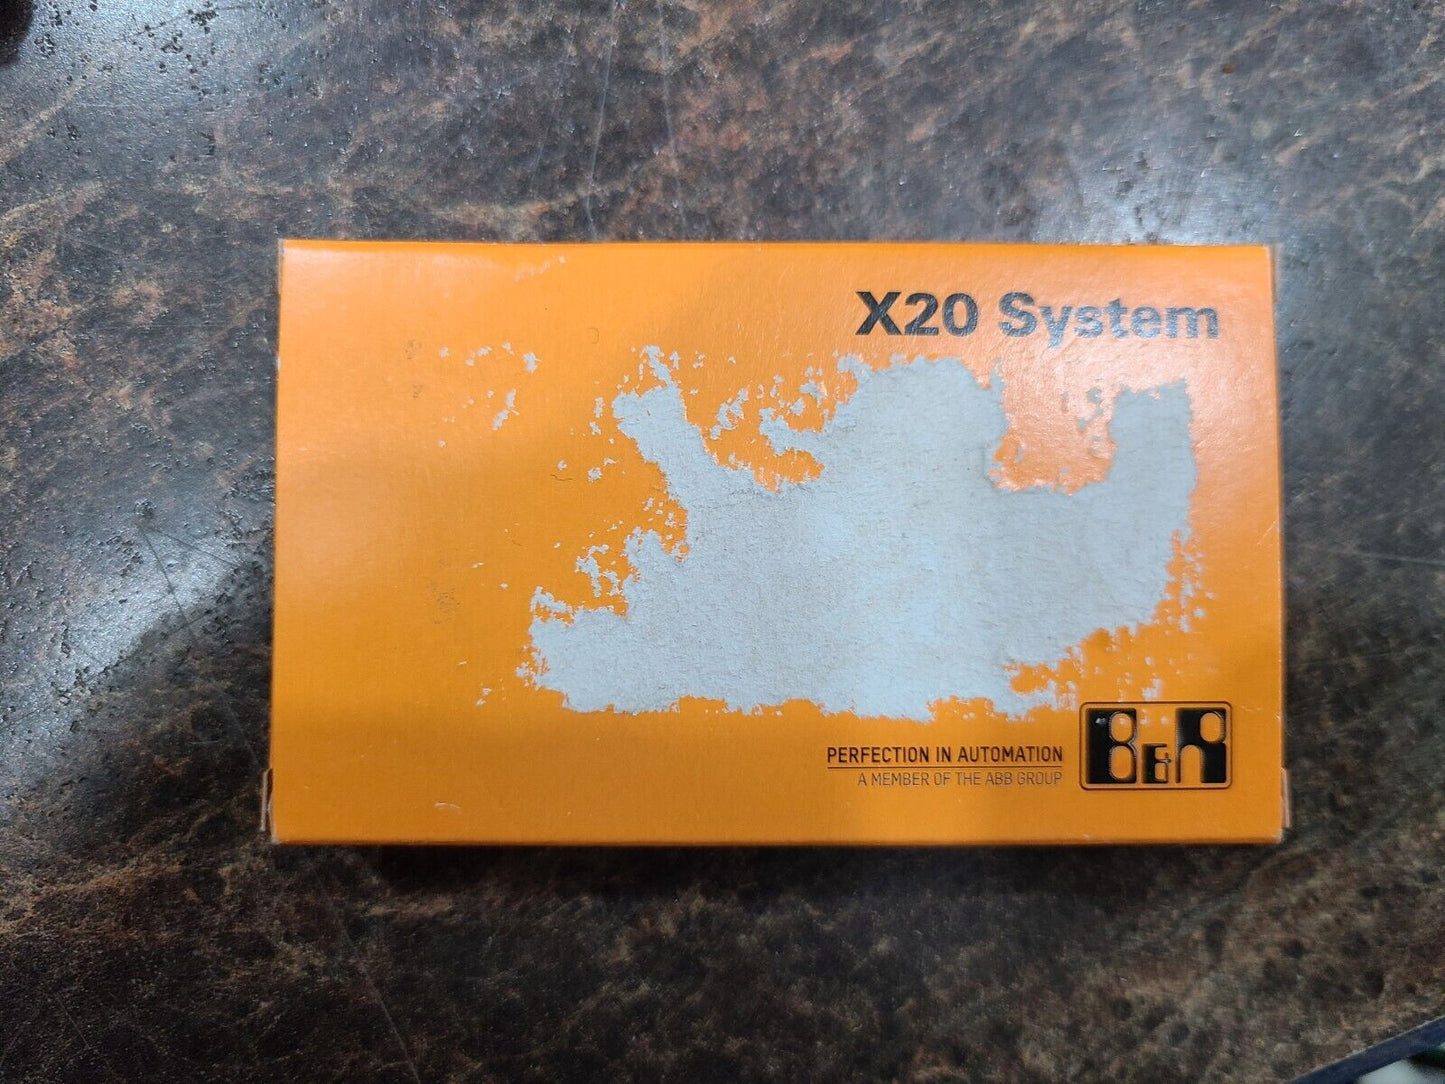 X20 System
PERFECTION IN AUTOMATION
A MEMBER OF THE ABB GROUP
B&R